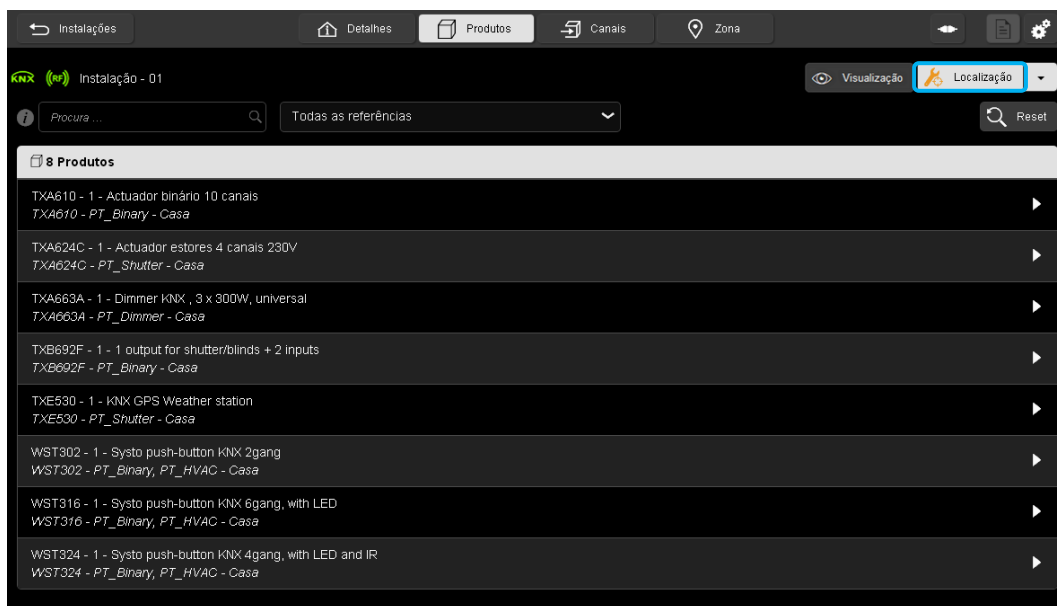 Instalações
Detalhes
Produtos
Canais
Zona
KNX ((RF)) Instalação - 01
Visualização
Localização
i
Procura ...
Todas as referências
Reset
8 Produtos
TXA610 - 1 - Actuador binário 10 canais
TXA610 - PT_Binary - Casa
TXA624C - 1 - Actuador estores 4 canais 230V
TXA624C - PT_Shutter - Casa
TXA663A - 1 - Dimmer KNX , 3 x 300W, universal
TXA663A - PT_Dimmer - Casa
TXB692F - 1 - 1 output for shutter/blinds + 2 inputs
TXB692F - PT_Binary - Casa
TXE530 - 1 - KNX GPS Weather station
TXE530 - PT_Shutter - Casa
WST302 - 1 - Systo push-button KNX 2gang
WST302 - PT_Binary, PT_HVAC - Casa
WST316 - 1 - Systo push-button KNX 6gang, with LED
WST316 - PT_Binary, PT_HVAC - Casa
WST324 - 1 - Systo push-button KNX 4gang, with LED and IR
WST324 - PT_Binary, PT_HVAC - Casa